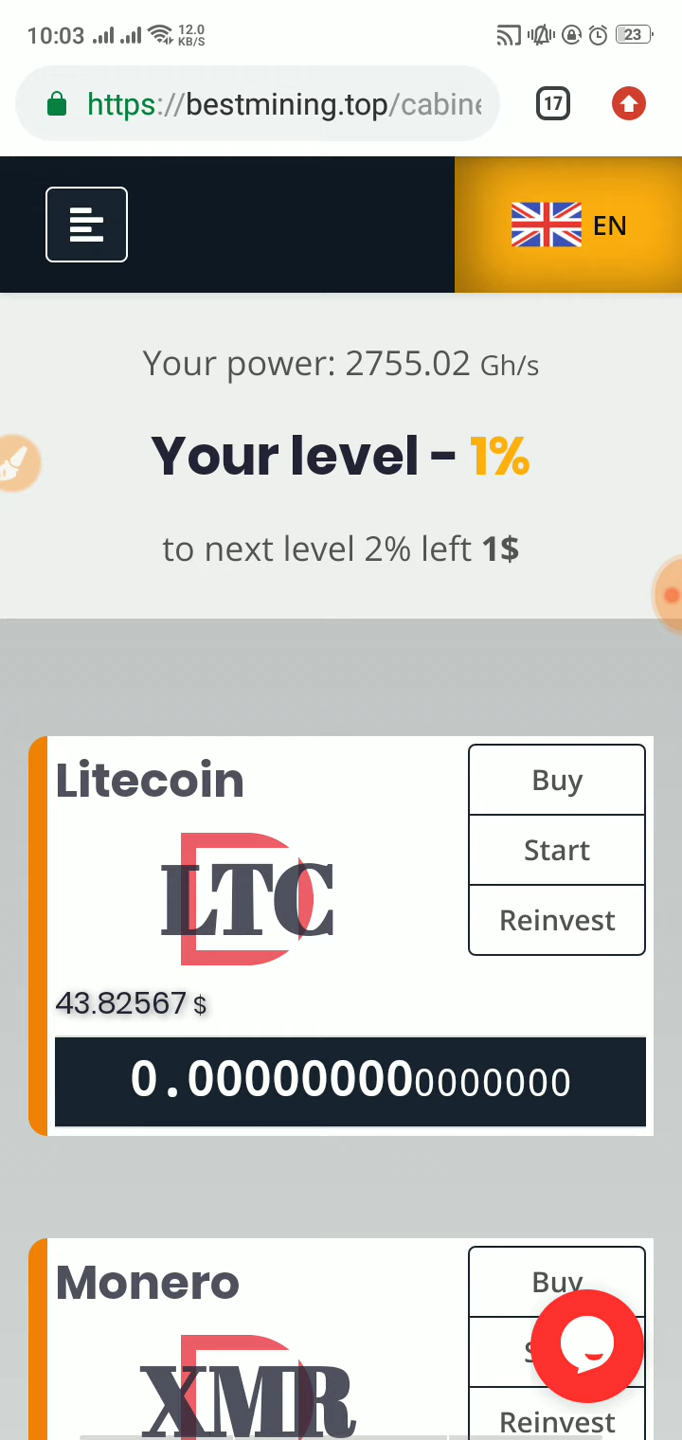 10:03 12.0 KB/S 23
https://bestmining.top/cabine 17
EN
Your power: 2755.02 Gh/s
Your level - 1%
to next level 2% left 1$
Litecoin
Buy
Start
Reinvest
LTC
43.82567 $
0.000000000000000
Monero
Buy
S
Reinvest
XMR